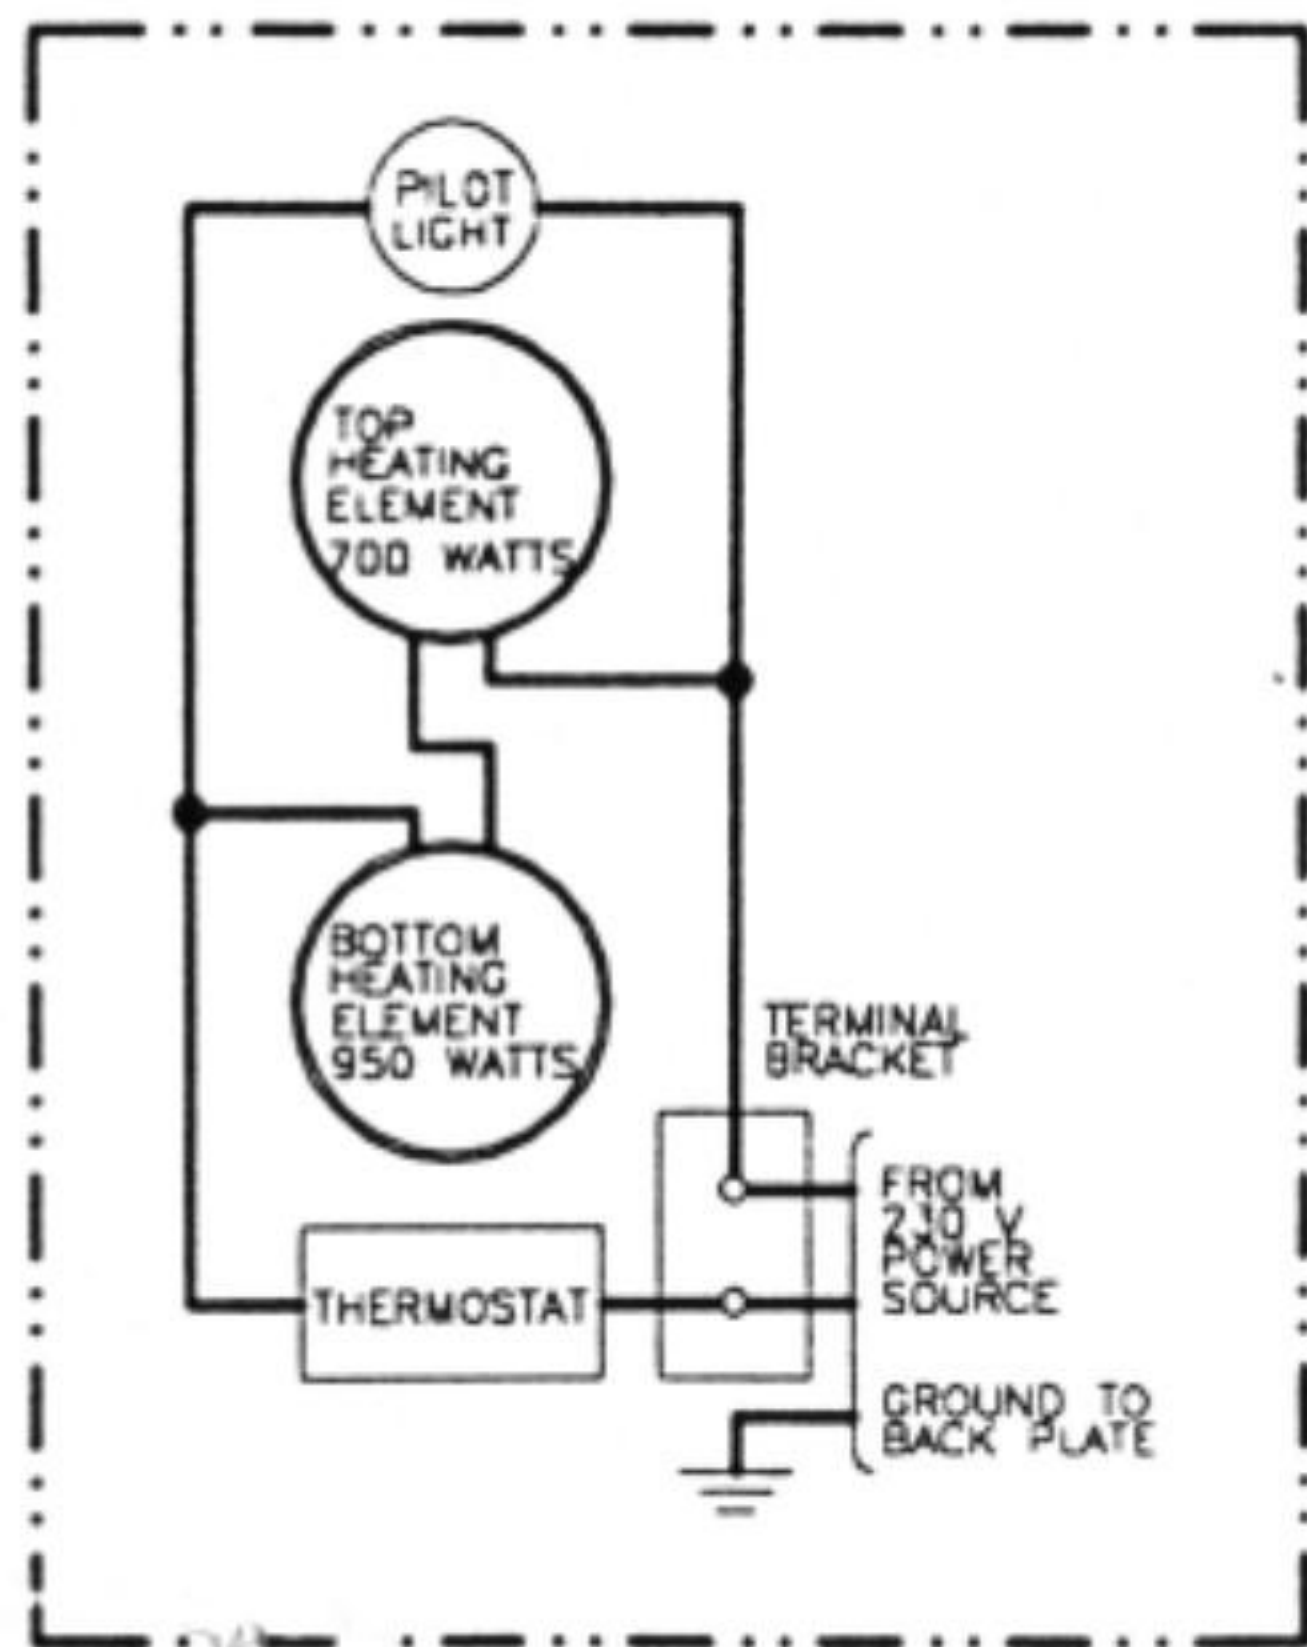 PILOT
LIGHT
TOP
HEATING
ELEMENT
700 WATTS
BOTTOM
HEATING
ELEMENT
950 WATTS
TERMINAL
BRACKET
FROM
230 V
POWER
SOURCE
THERMOSTAT
GROUND TO
BACK PLATE